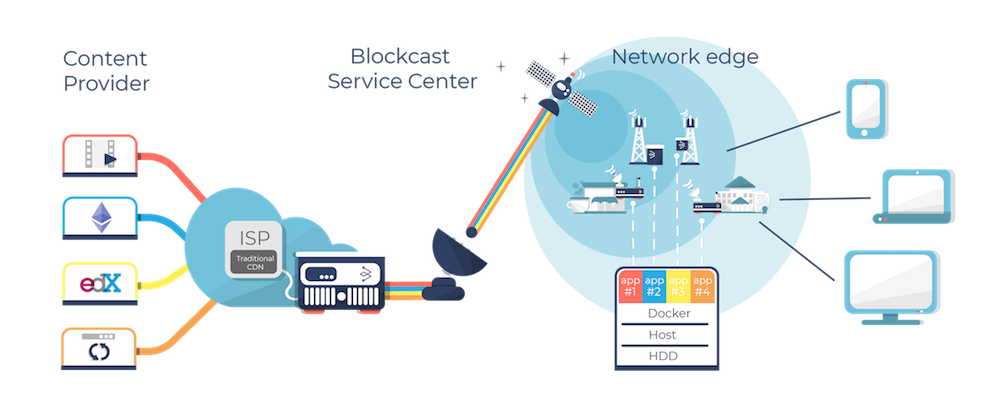 Content
Provider
Blockcast
Service Center
Network edge
edX
ISP
Traditional
CDN
app
#1
app
#2
app
#3
app
#4
Docker
Host
HDD